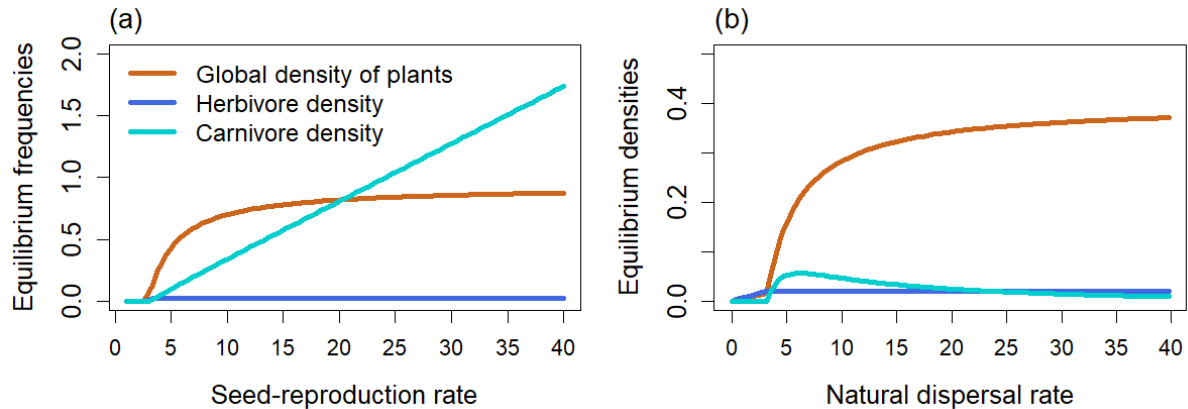 (a)
Equilibrium frequencies
2.0
1.5
1.0
0.5
0.0
Global density of plants
Herbivore density
Carnivore density
0 5 10 15 20 25 30 35 40
Seed-reproduction rate
(b)
Equilibrium densities
0.4
0.2
0.0
0 5 10 15 20 25 30 35 40
Natural dispersal rate